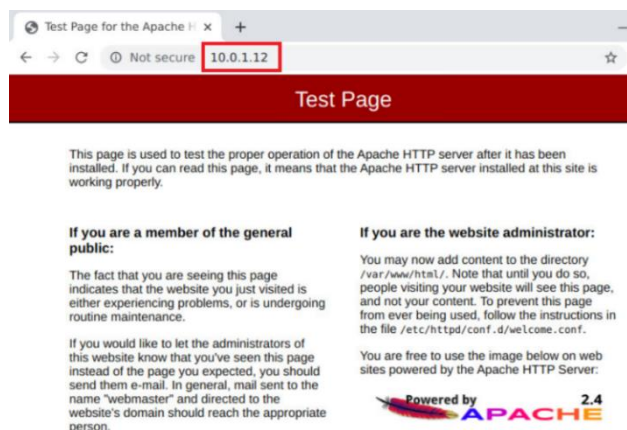 Test Page for the Apache H
Not secure 10.0.1.12
Test Page
This page is used to test the proper operation of the Apache HTTP server after it has been
installed. If you can read this page, it means that the Apache HTTP server installed at this site is
working properly.
If you are a member of the general
public:
The fact that you are seeing this page
indicates that the website you just visited is
either experiencing problems, or is undergoing
routine maintenance.
If you would like to let the administrators of
this website know that you've seen this page
instead of the page you expected, you should
send them e-mail. In general, mail sent to the
name "webmaster" and directed to the
website's domain should reach the appropriate
person.
If you are the website administrator:
You may now add content to the directory
/var/www/html/. Note that until you do so,
people visiting your website will see this page,
and not your content. To prevent this page
from ever being used, follow the instructions in
the file /etc/httpd/conf.d/welcome.conf.
You are free to use the image below on web
sites powered by the Apache HTTP Server:
Powered by 2.4
APACHE